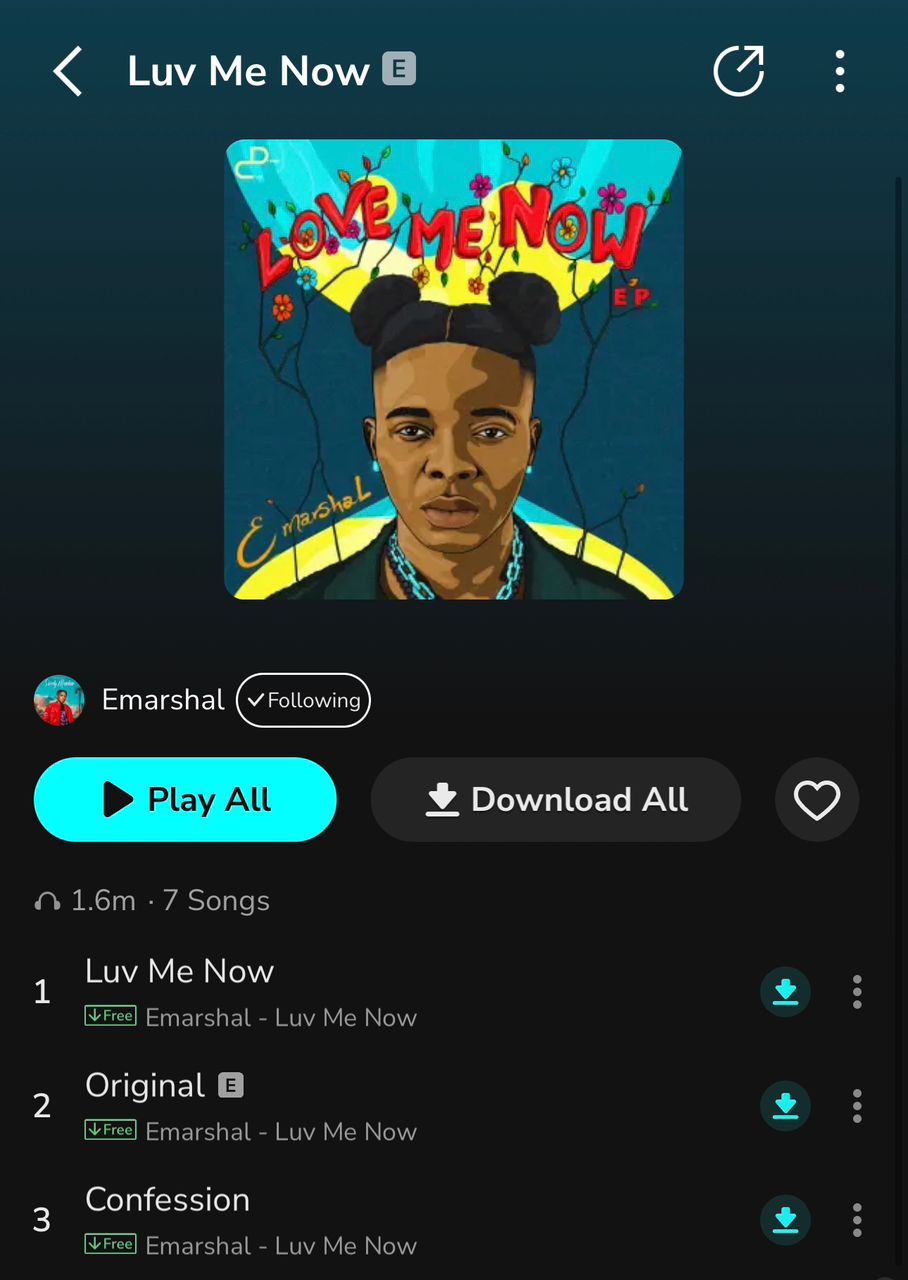 Luv Me Now E
LOVE ME NOW
EP
Emarshal
Emarshal Following
Play All Download All
1.6m · 7 Songs
1 Luv Me Now
Free Emarshal - Luv Me Now
2 Original E
Free Emarshal - Luv Me Now
3 Confession
Free Emarshal - Luv Me Now